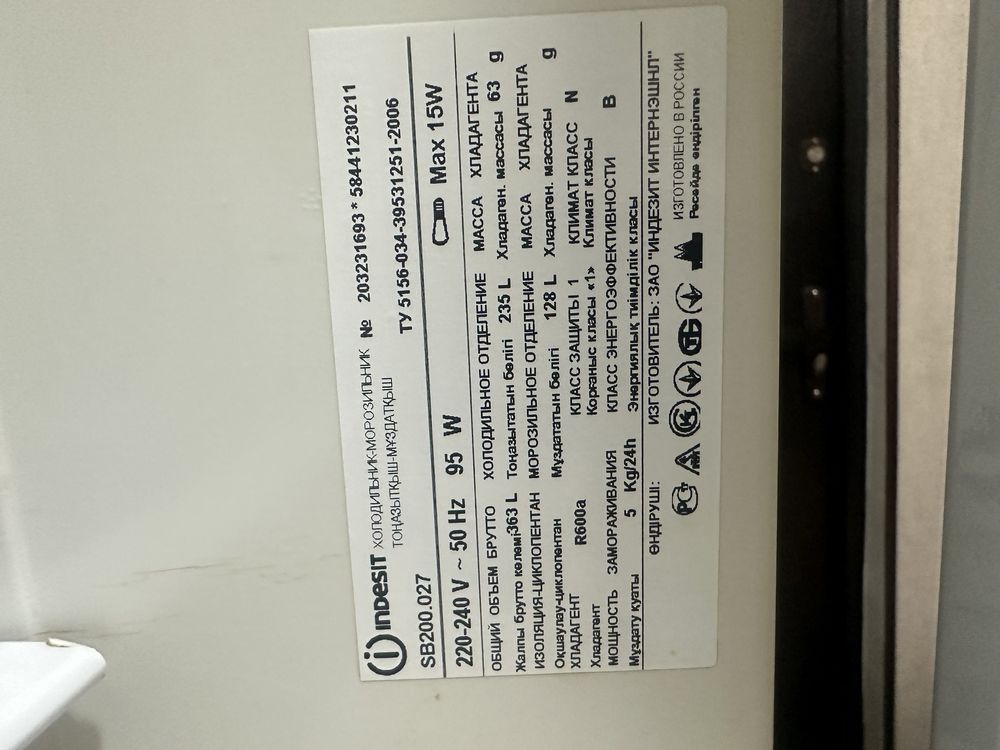 INDESIT ХОЛОДИЛЬНИК-МОРОЗИЛЬНИК № 203231693 * 58441230211
ТОҢАЗЫТҚЫШ-МҰЗДАТҚЫШ ТУ 5156-034-39531251-2006
SB200.027
220-240 V ~ 50 Hz 95 W Max 15W
ОБЩИЙ ОБЪЕМ БРУТТО ХОЛОДИЛЬНОЕ ОТДЕЛЕНИЕ МАССА ХЛАДАГЕНТА
Жалпы брутто көлемі 363 L Тоңазытатын бөлігі 235 L Хладаген. массасы 63 g
ИЗОЛЯЦИЯ-ЦИКЛОПЕНТАН МОРОЗИЛЬНОЕ ОТДЕЛЕНИЕ МАССА ХЛАДАГЕНТА
Оқшаулау-циклопентан Мұздататын бөлігі 128 L Хладаген. массасы g
ХЛАДАГЕНТ R600a КЛАСС ЗАЩИТЫ 1 КЛИМАТ КЛАСС N
Хладагент Қорғаныс класы «1» Климат класы
МОЩНОСТЬ ЗАМОРАЖИВАНИЯ КЛАСС ЭНЕРГОЭФФЕКТИВНОСТИ B
Мұздату қуаты 5 Kg/24h Энергиялық тиімділік класы
ӨНДІРУШІ: ИЗГОТОВИТЕЛЬ: ЗАО "ИНДЕЗИТ ИНТЕРНЭШНЛ"
ИЗГОТОВЛЕНО В РОССИИ
Ресейде өндірілген